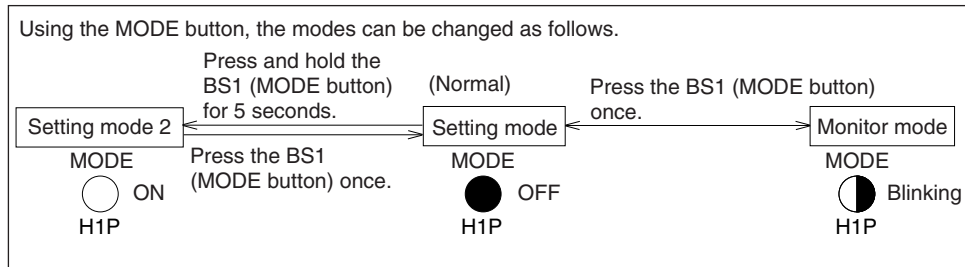 Using the MODE button, the modes can be changed as follows.
Press and hold the
BS1 (MODE button)
for 5 seconds.
(Normal)
Press the BS1 (MODE button)
once.
Setting mode 2
Setting mode
Monitor mode
Press the BS1
(MODE button) once.
MODE
ON
H1P
MODE
OFF
H1P
MODE
Blinking
H1P